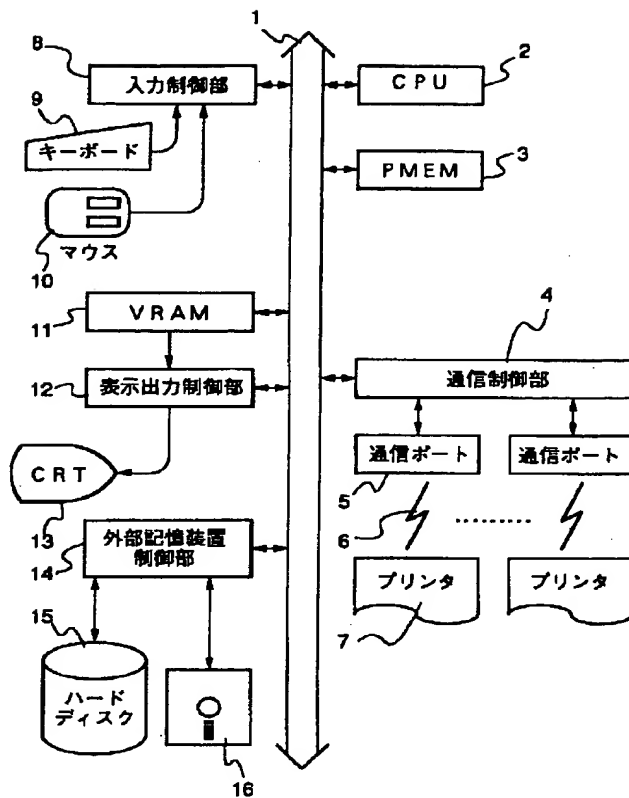 1
8
入力制御部
CPU
2
9
キーボード
PMEM
3
マウス
10
VRAM
11
4
通信制御部
12
表示出力制御部
通信ポート
通信ポート
5
CRT
13
6
外部記憶装置
制御部
14
プリンタ
プリンタ
7
15
ハード
ディスク
16